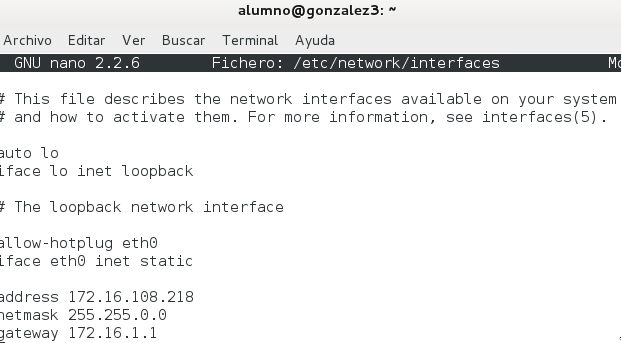 alumno@gonzalez3: ~
Archivo Editar Ver Buscar Terminal Ayuda
GNU nano 2.2.6 Fichero: /etc/network/interfaces
# This file describes the network interfaces available on your system
# and how to activate them. For more information, see interfaces(5).
auto lo
iface lo inet loopback
# The loopback network interface
allow-hotplug eth0
iface eth0 inet static
address 172.16.108.218
netmask 255.255.0.0
gateway 172.16.1.1